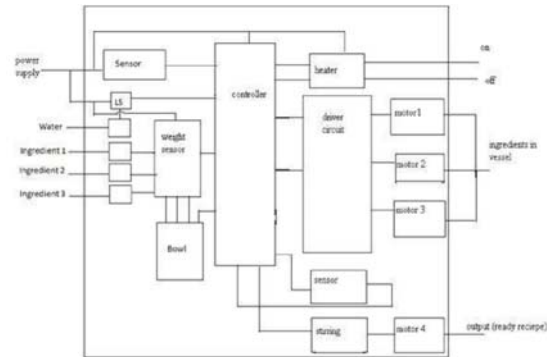 on
power
supply
Sensor
heater
off
LS
controller
Water
weight
sensor
driver
circuit
motor1
Ingredient 1
Ingredient 2
Ingredient 3
motor 2
ingredients in
vessel
motor 3
Bowl
sensor
stirring
motor 4
output (ready reciepe)